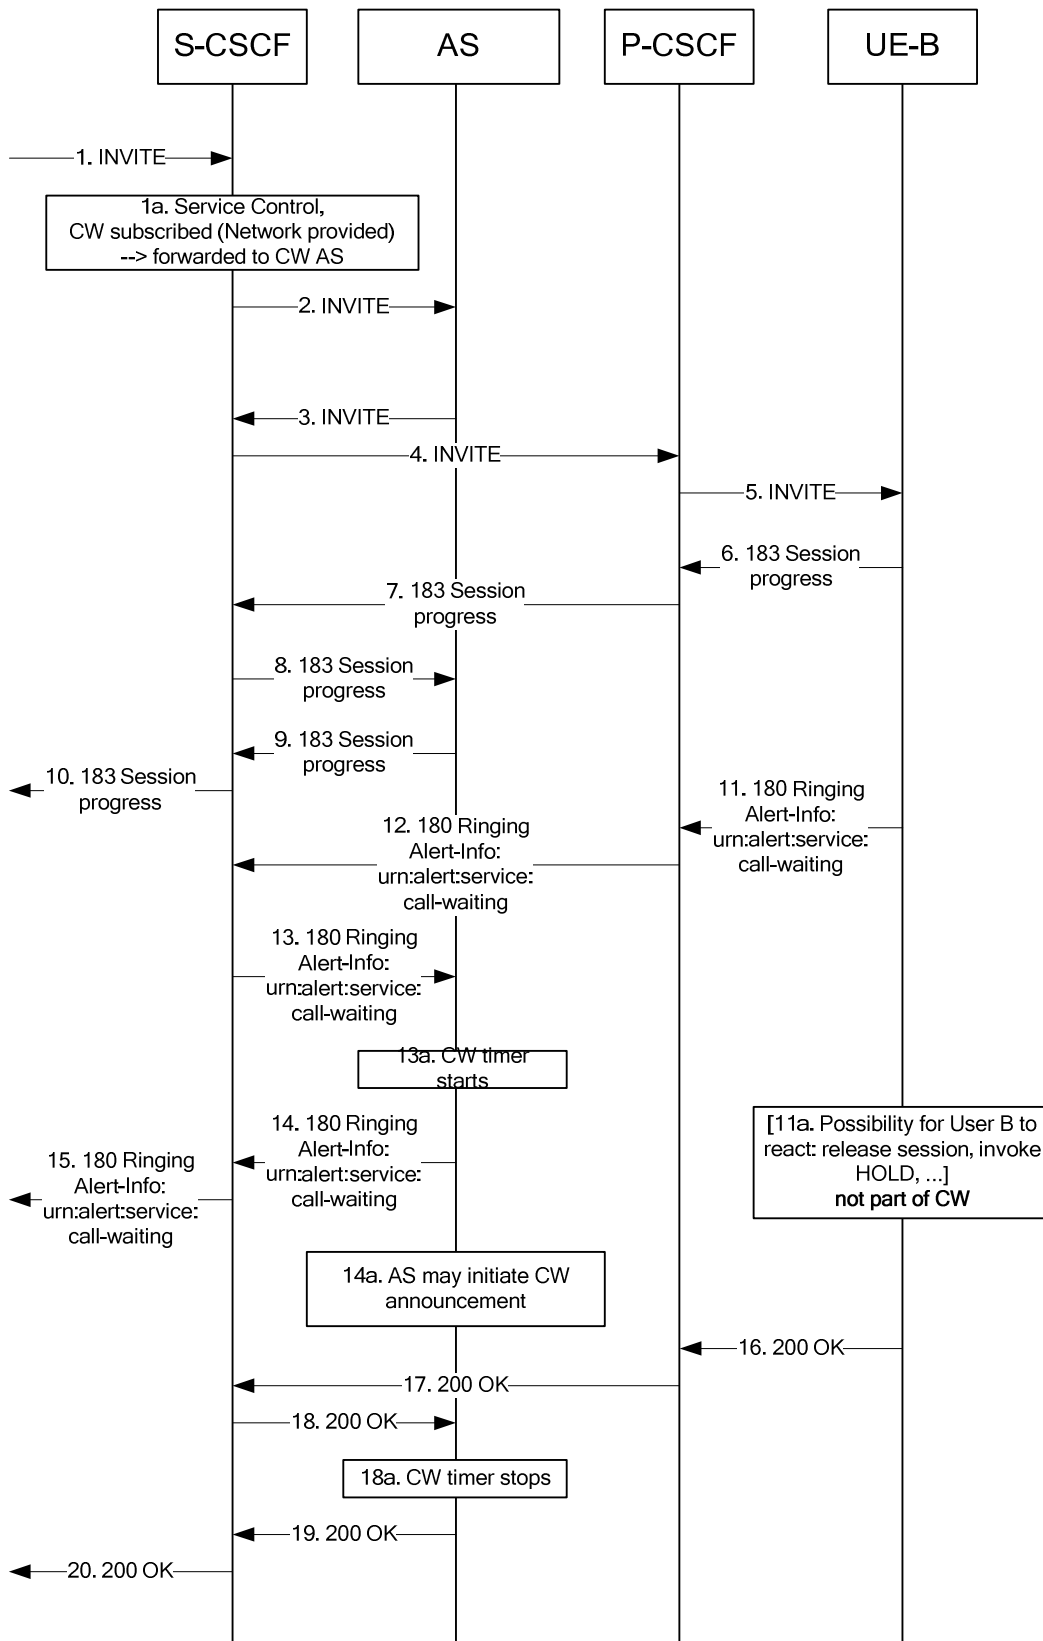 S-CSCF
AS
P-CSCF
UE-B
1. INVITE
1a. Service Control,
CW subscribed (Network provided)
--> forwarded to CW AS
2. INVITE
3. INVITE
4. INVITE
5. INVITE
6. 183 Session
progress
7. 183 Session
progress
8. 183 Session
progress
9. 183 Session
progress
10. 183 Session
progress
11. 180 Ringing
Alert-Info:
urn:alert:service:
call-waiting
12. 180 Ringing
Alert-Info:
urn:alert:service:
call-waiting
13. 180 Ringing
Alert-Info:
urn:alert:service:
call-waiting
13a. CW timer
starts
[11a. Possibility for User B to
react: release session, invoke
HOLD, ...]
not part of CW
14. 180 Ringing
Alert-Info:
urn:alert:service:
call-waiting
15. 180 Ringing
Alert-Info:
urn:alert:service:
call-waiting
14a. AS may initiate CW
announcement
16. 200 OK
17. 200 OK
18. 200 OK
18a. CW timer stops
19. 200 OK
20. 200 OK